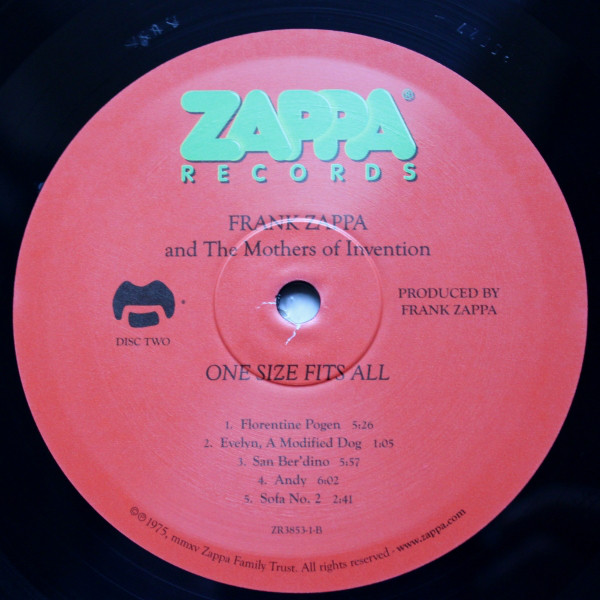 ZAPPA®
RECORDS
FRANK ZAPPA
and The Mothers of Invention
DISC TWO
PRODUCED BY
FRANK ZAPPA
ONE SIZE FITS ALL
1. Florentine Pogen 5:26
2. Evelyn, A Modified Dog 1:05
3. San Ber'dino 5:57
4. Andy 6:02
5. Sofa No. 2 2:41
ZR3853-1-B
©℗1975, mmxv Zappa Family Trust. All rights reserved - www.zappa.com